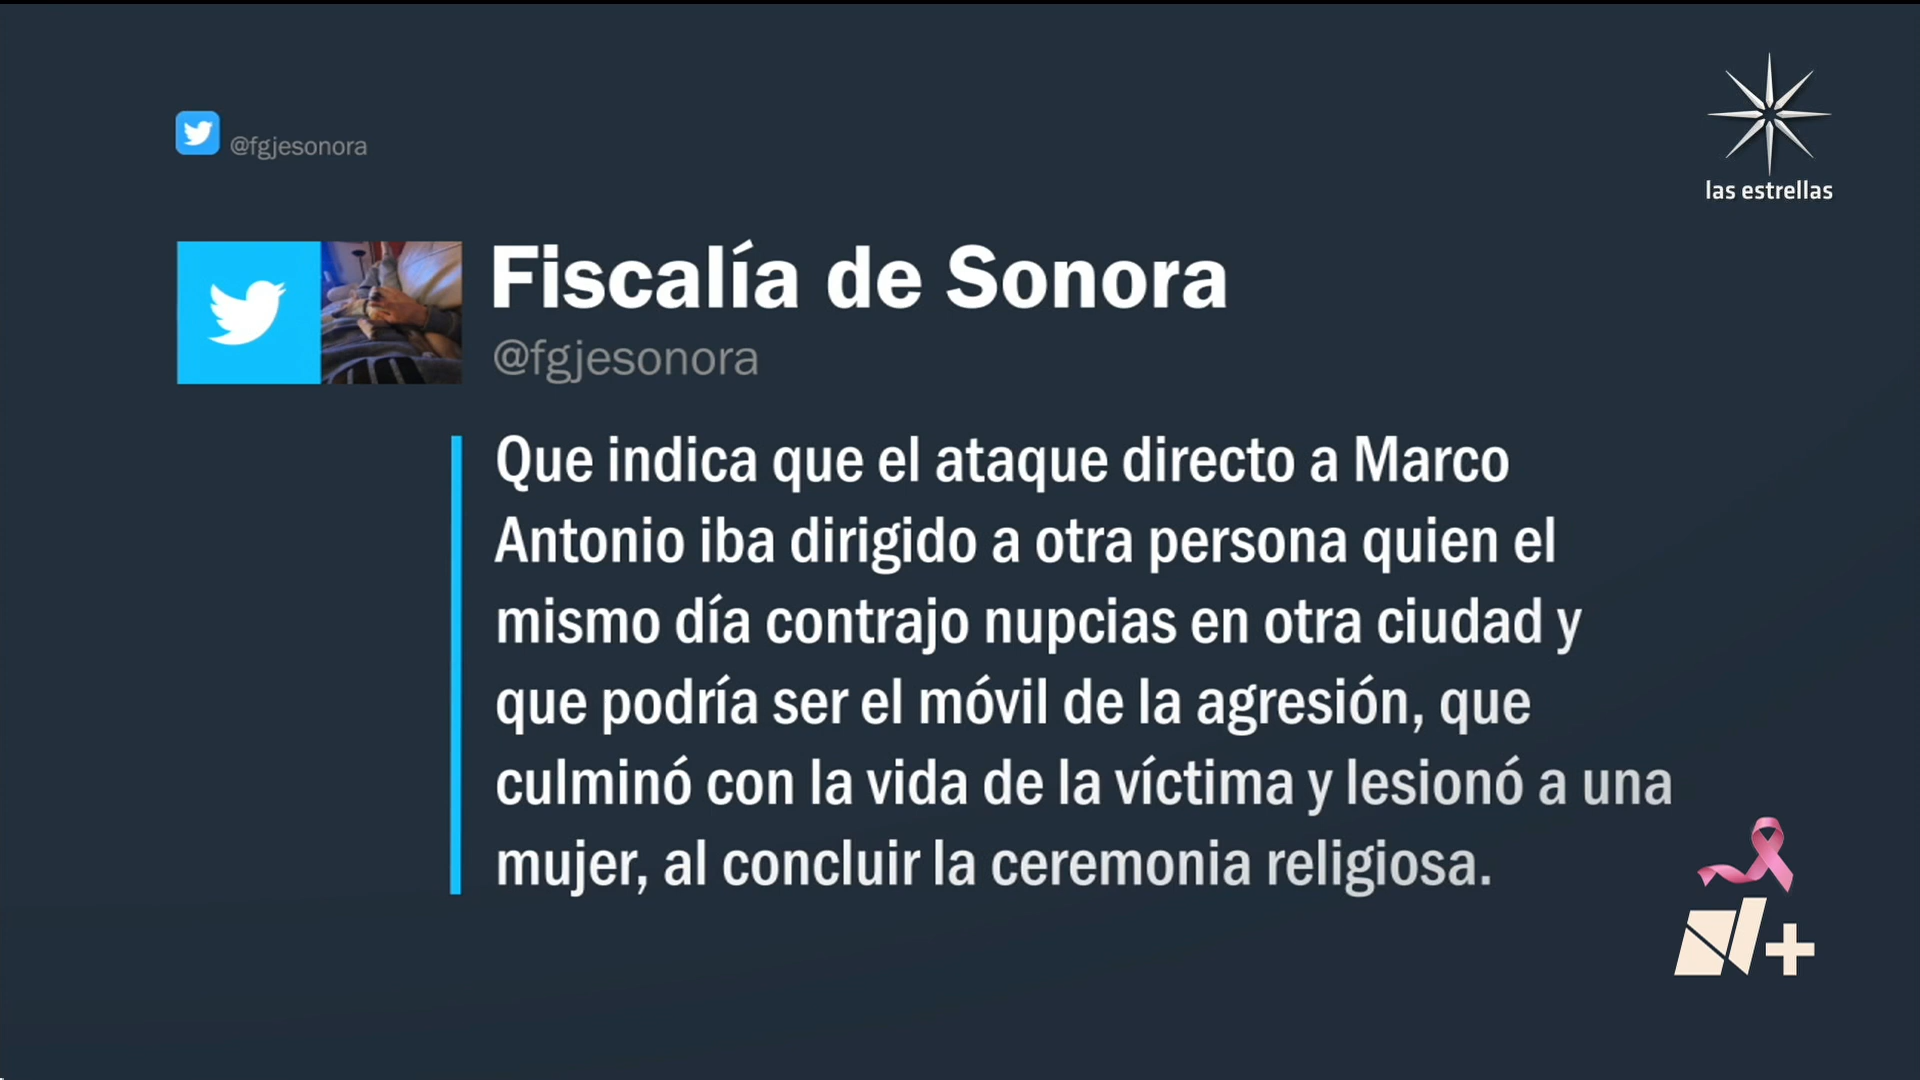 @fgjesonora
las estrellas
Fiscalía de Sonora
@fgjesonora
Que indica que el ataque directo a Marco
Antonio iba dirigido a otra persona quien el
mismo día contrajo nupcias en otra ciudad y
que podría ser el móvil de la agresión, que
culminó con la vida de la víctima y lesionó a una
mujer, al concluir la ceremonia religiosa.
N+